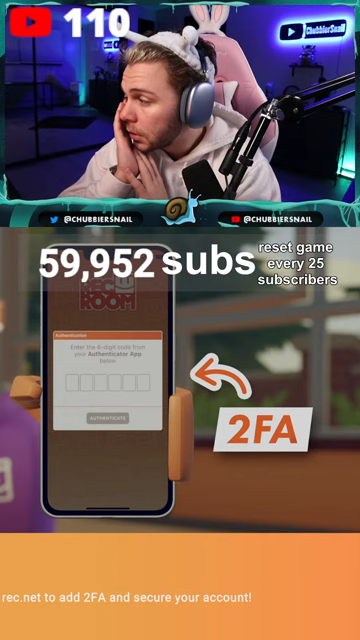 110
ChubbierSnail
@CHUBBIERSNAIL
@CHUBBIERSNAIL
59,952 subs
reset game
every 25
subscribers
REC
ROOM
Authentication
Enter the 6-digit code from
your Authenticator App
below
AUTHENTICATE
2FA
rec.net to add 2FA and secure your account!